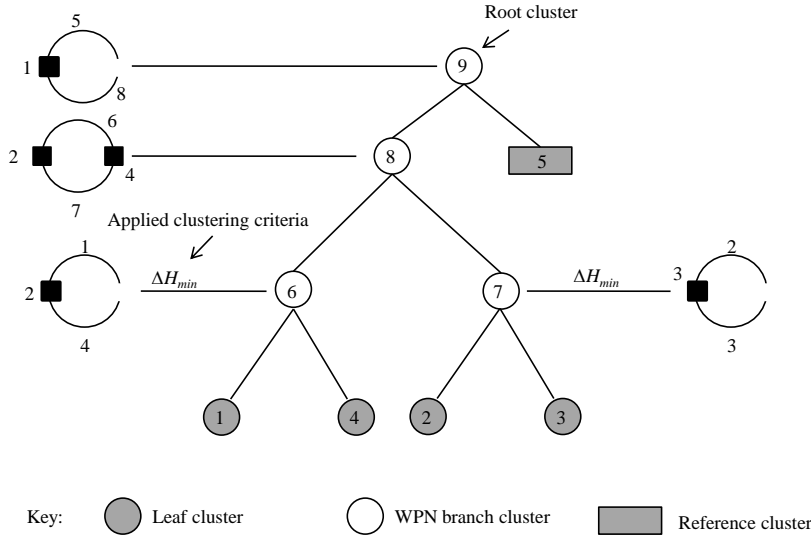 Root cluster
5
1
8
9
6
2
4
7
8
5
Applied clustering criteria
1
2
4
ΔHmin
6
7
ΔHmin
2
3
3
1
4
2
3
Key:
Leaf cluster
WPN branch cluster
Reference cluster